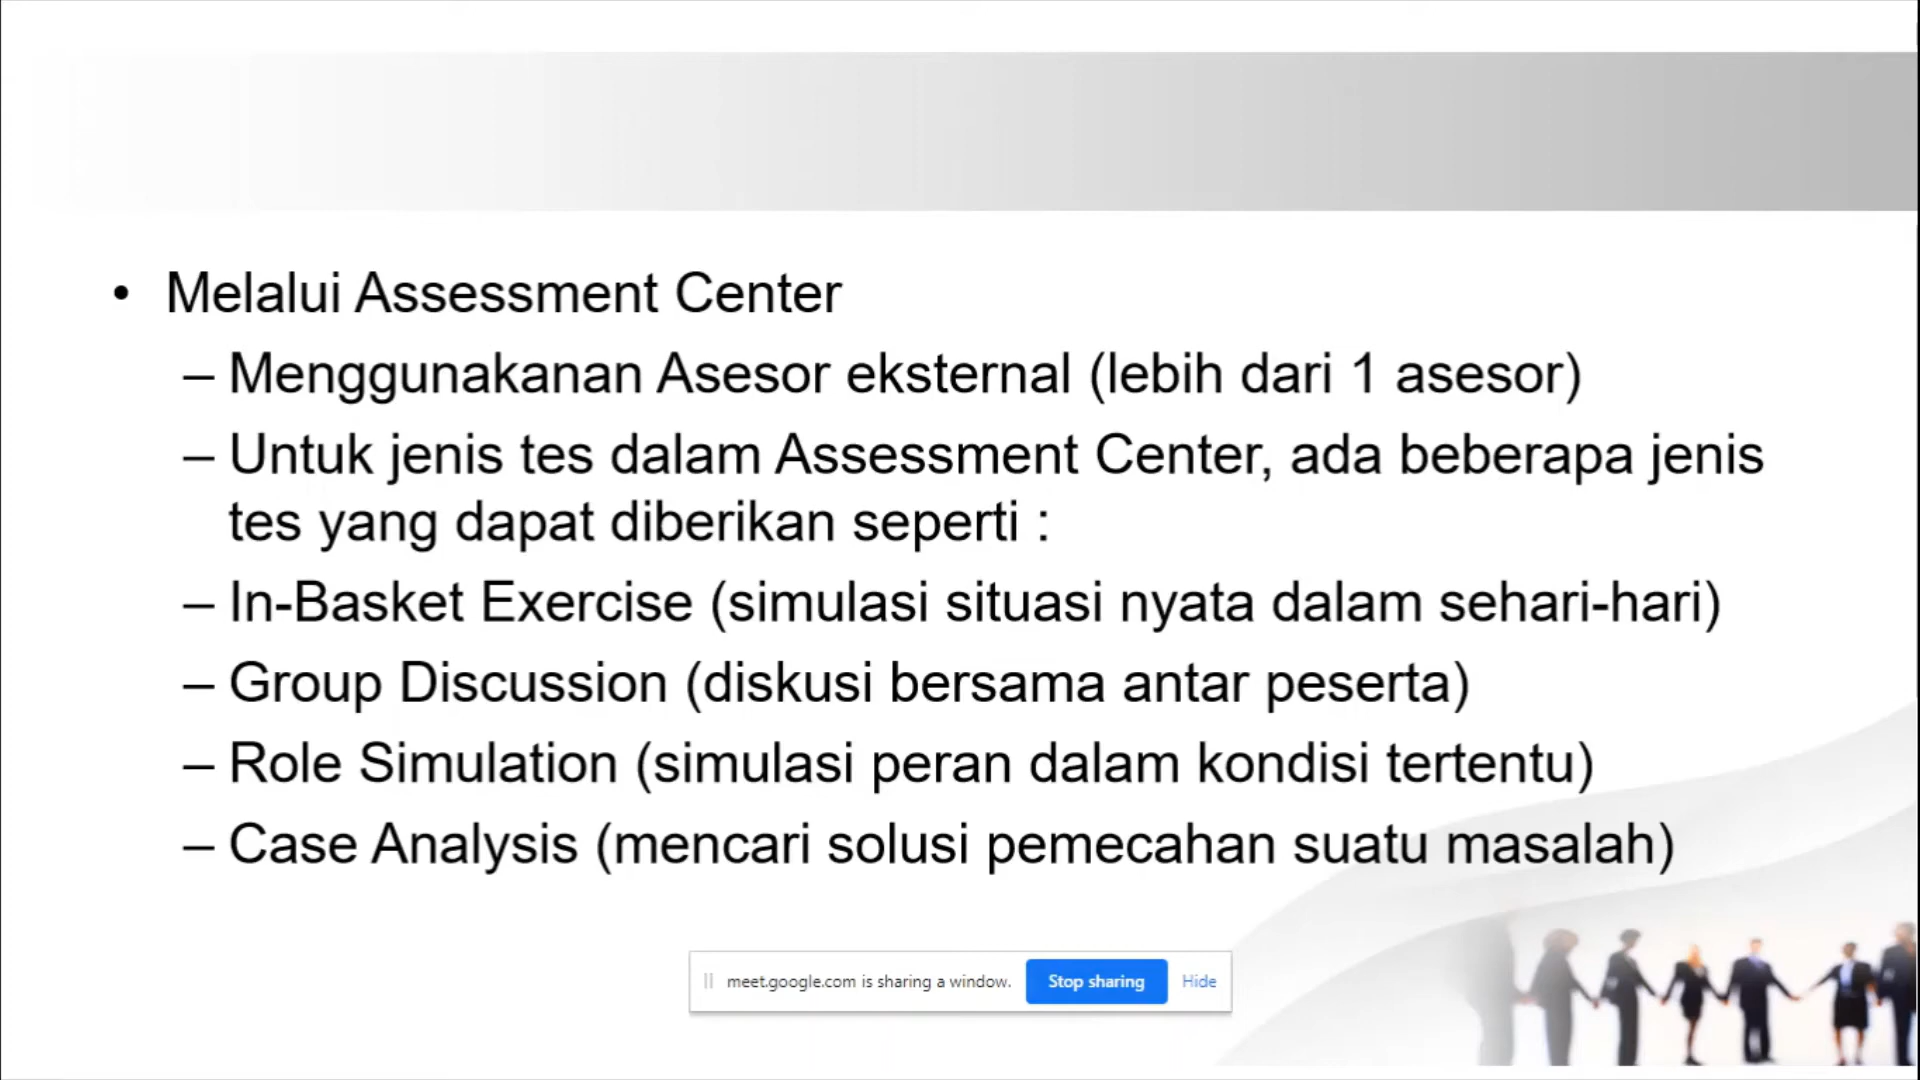 • Melalui Assessment Center
– Menggunakanan Asesor eksternal (lebih dari 1 asesor)
– Untuk jenis tes dalam Assessment Center, ada beberapa jenis
tes yang dapat diberikan seperti :
– In-Basket Exercise (simulasi situasi nyata dalam sehari-hari)
– Group Discussion (diskusi bersama antar peserta)
– Role Simulation (simulasi peran dalam kondisi tertentu)
– Case Analysis (mencari solusi pemecahan suatu masalah)
meet.google.com is sharing a window. Stop sharing Hide